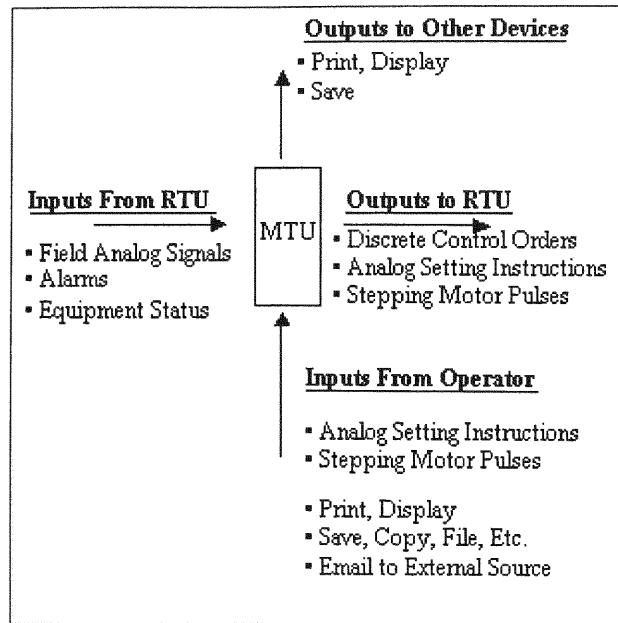 Outputs to Other Devices
▪ Print, Display
▪ Save
Inputs From RTU
▪ Field Analog Signals
▪ Alarms
▪ Equipment Status
MTU
Outputs to RTU
▪ Discrete Control Orders
▪ Analog Setting Instructions
▪ Stepping Motor Pulses
Inputs From Operator
▪ Analog Setting Instructions
▪ Stepping Motor Pulses
▪ Print, Display
▪ Save, Copy, File, Etc.
▪ Email to External Source